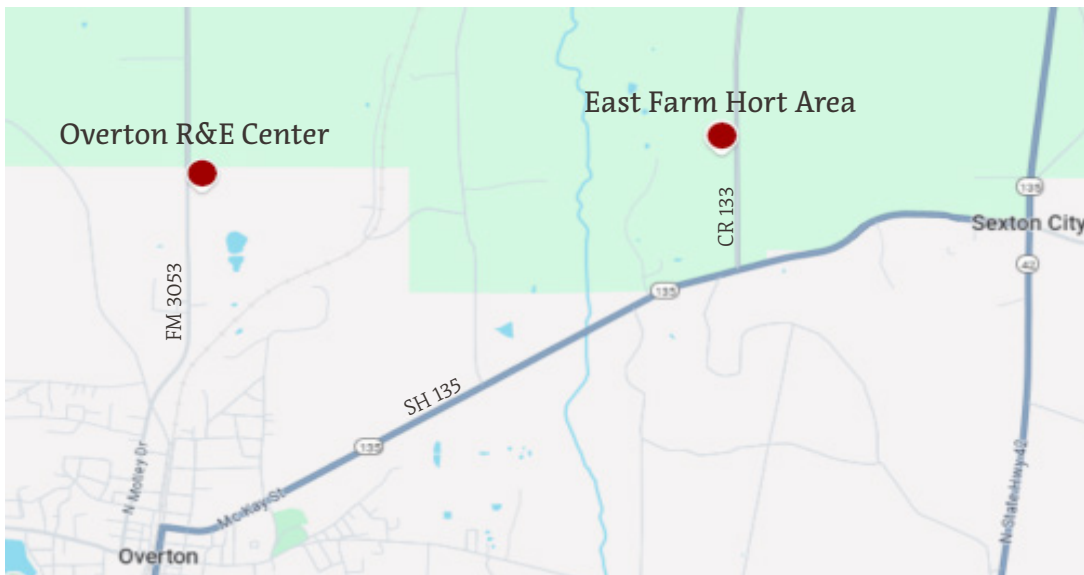 East Farm Hort Area
Overton R&E Center
135
CR 133
Sexton City
42
FM 3053
135
SH 135
135
N Motley Dr
McKay St
N State Hwy 42
Overton